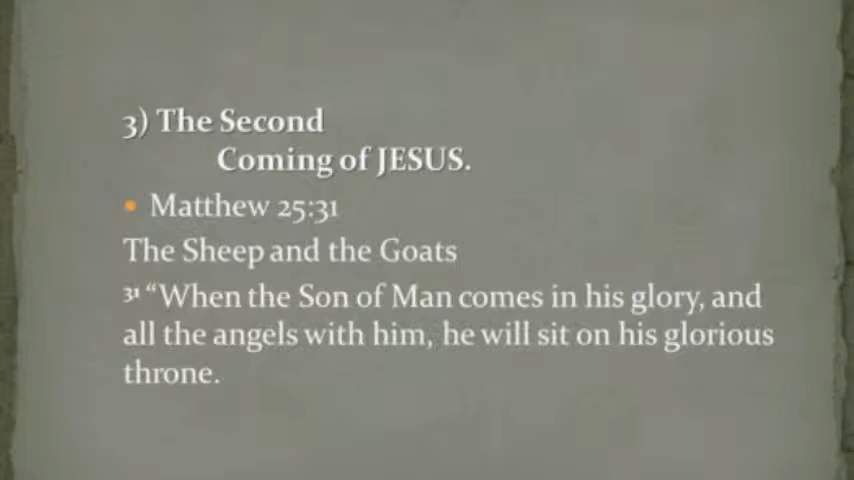 3) The Second
Coming of JESUS.
• Matthew 25:31
The Sheep and the Goats
31 “When the Son of Man comes in his glory, and
all the angels with him, he will sit on his glorious
throne.